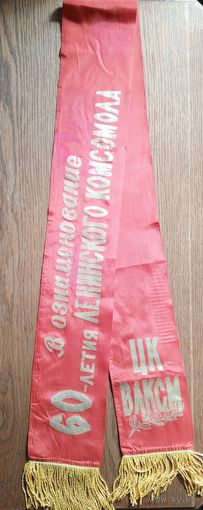 В ознаменование
60-ЛЕТИЯ ЛЕНИНСКОГО КОМСОМОЛА
ЦК
ВЛКСМ